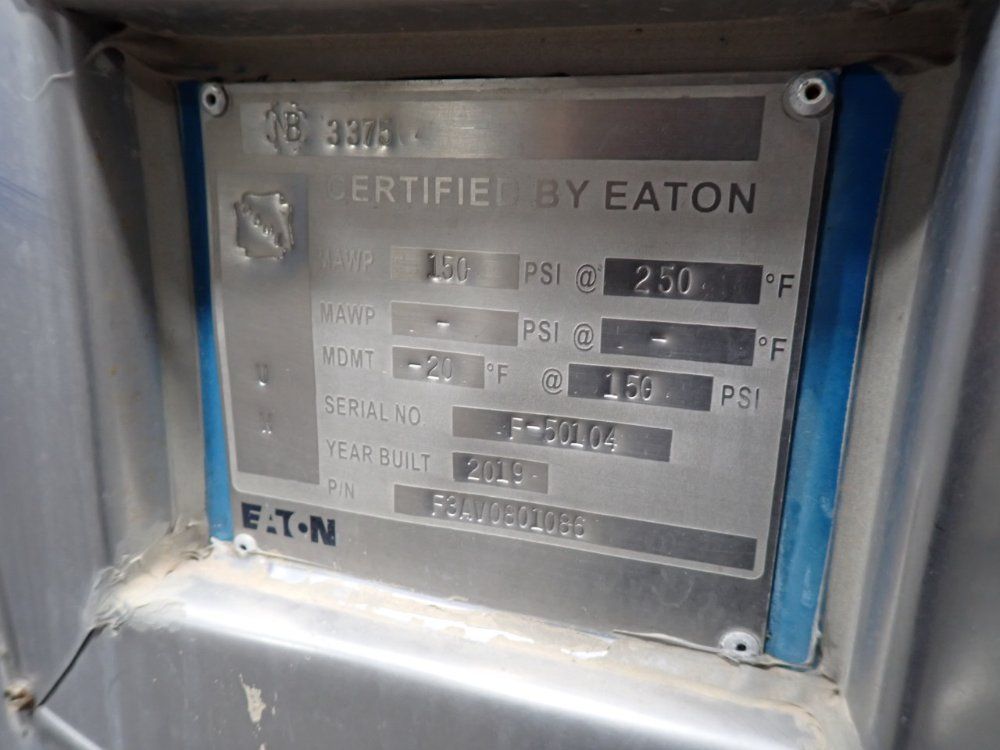 NB 3375
CERTIFIED BY EATON
MAWP 150 PSI @ 250 °F
MAWP - PSI @ - °F
MDMT -20 °F @ 150 PSI
U
SERIAL NO. F-50104
YEAR BUILT 2019
P/N F3AV0801086
EATON